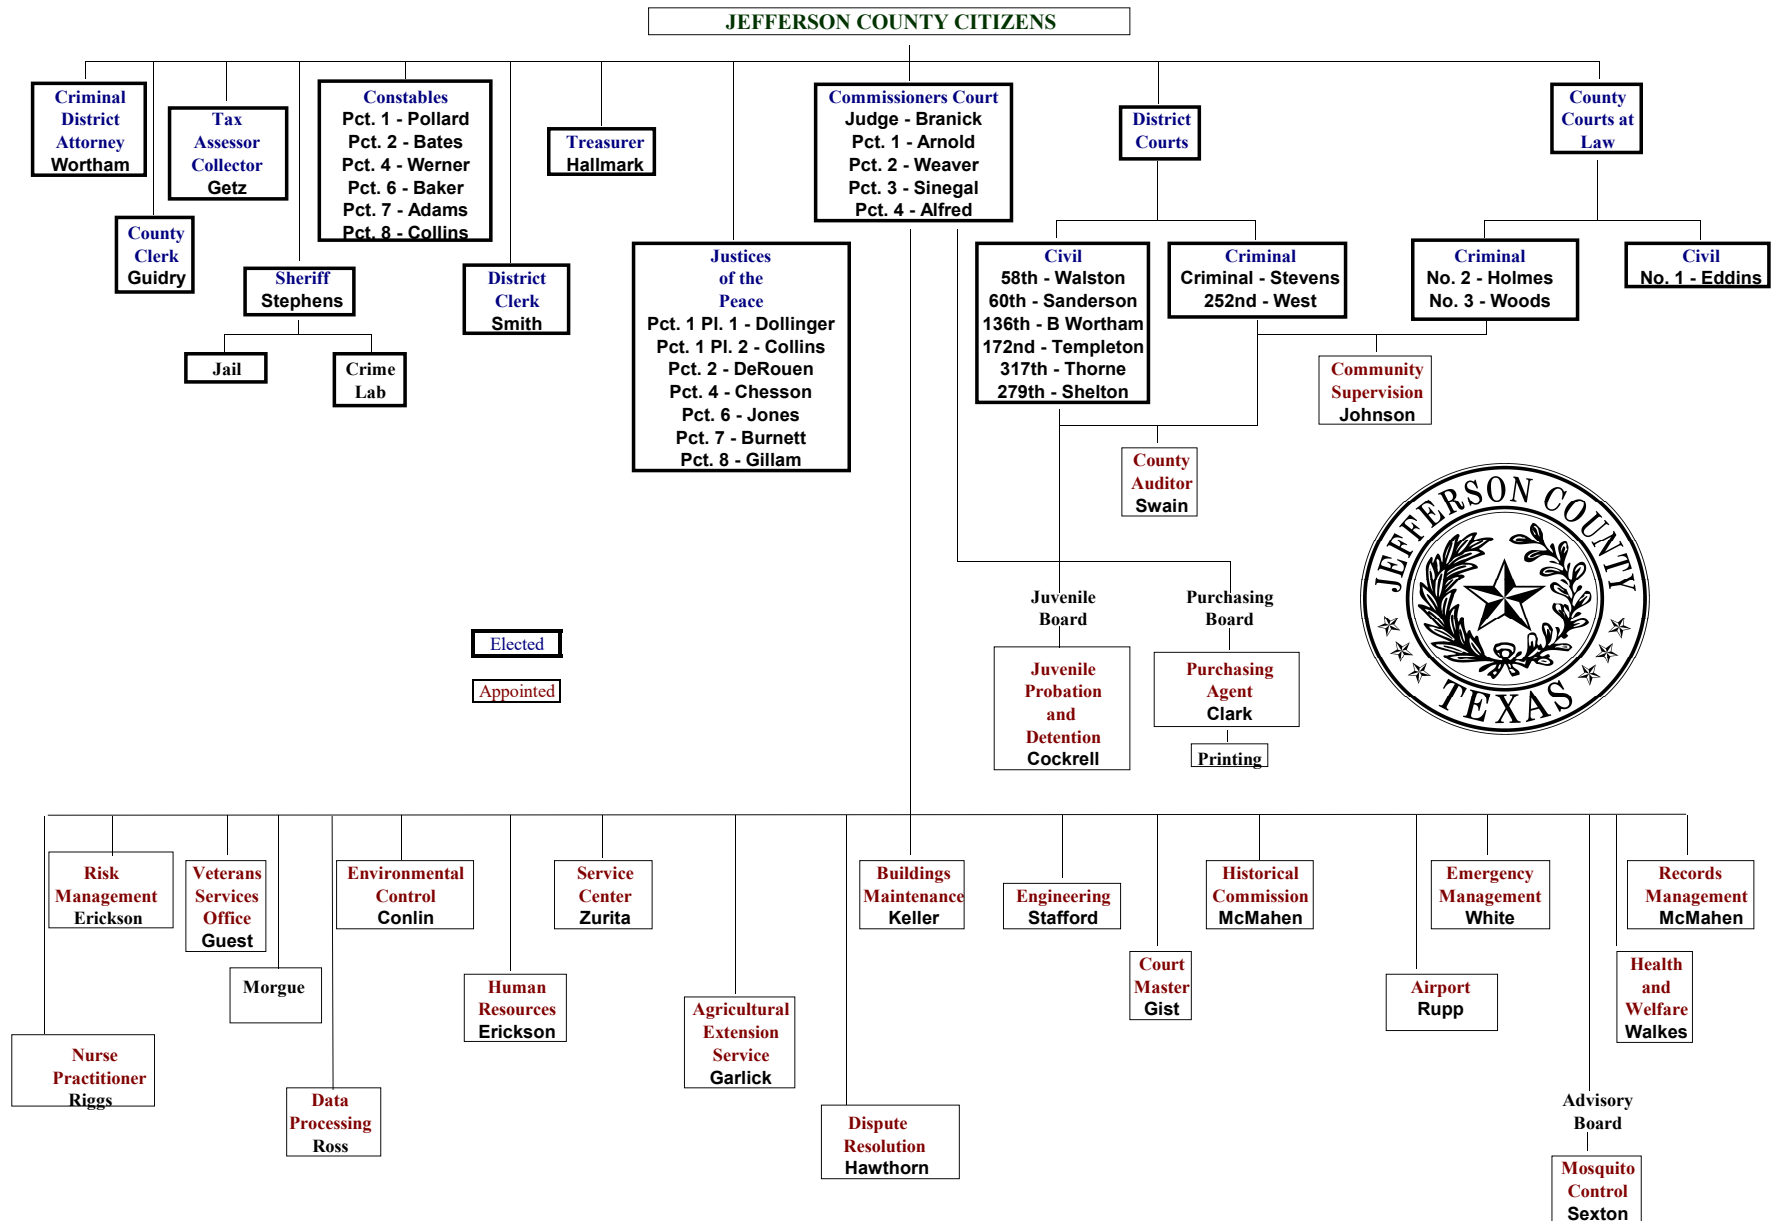 JEFFERSON COUNTY CITIZENS
Criminal
District
Attorney
Wortham
County
Clerk
Guidry
Tax
Assessor
Collector
Getz
Sheriff
Stephens
Jail
Crime
Lab
Constables
Pct. 1 - Pollard
Pct. 2 - Bates
Pct. 4 - Werner
Pct. 6 - Baker
Pct. 7 - Adams
Pct. 8 - Collins
District
Clerk
Smith
Treasurer
Hallmark
Justices
of the
Peace
Pct. 1 Pl. 1 - Dollinger
Pct. 1 Pl. 2 - Collins
Pct. 2 - DeRouen
Pct. 4 - Chesson
Pct. 6 - Jones
Pct. 7 - Burnett
Pct. 8 - Gillam
Commissioners Court
Judge - Branick
Pct. 1 - Arnold
Pct. 2 - Weaver
Pct. 3 - Sinegal
Pct. 4 - Alfred
District
Courts
Civil
58th - Walston
60th - Sanderson
136th - B Wortham
172nd - Templeton
317th - Thorne
279th - Shelton
Criminal
Criminal - Stevens
252nd - West
County
Courts at
Law
Criminal
No. 2 - Holmes
No. 3 - Woods
Civil
No. 1 - Eddins
Community
Supervision
Johnson
County
Auditor
Swain
Juvenile
Board
Juvenile
Probation
and
Detention
Cockrell
Purchasing
Board
Purchasing
Agent
Clark
Printing
JEFFERSON COUNTY
TEXAS
Elected
Appointed
Risk
Management
Erickson
Veterans
Services
Office
Guest
Environmental
Control
Conlin
Service
Center
Zurita
Buildings
Maintenance
Keller
Engineering
Stafford
Historical
Commission
McMahen
Emergency
Management
White
Records
Management
McMahen
Morgue
Human
Resources
Erickson
Agricultural
Extension
Service
Garlick
Court
Master
Gist
Airport
Rupp
Health
and
Welfare
Walkes
Nurse
Practitioner
Riggs
Data
Processing
Ross
Dispute
Resolution
Hawthorn
Advisory
Board
Mosquito
Control
Sexton